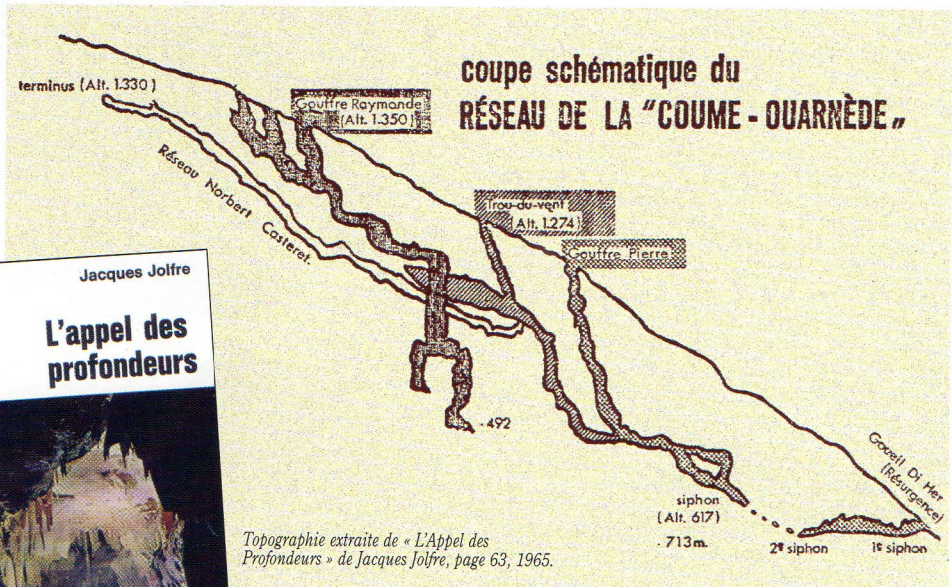 coupe schématique du
RÉSEAU DE LA "COUME - OUARNÈDE"
terminus (Alt. 1.330)
Gouffre Raymonde
(Alt. 1.350)
Réseau Norbert Casteret.
Trou-du-vent
(Alt. 1.274)
Gouffre Pierre
- 492
Goueil Di Her
(Résurgence)
siphon
(Alt. 617)
- 713m.
2e siphon
1e siphon
Jacques Jolfre
L'appel des
profondeurs
Topographie extraite de « L'Appel des
Profondeurs » de Jacques Jolfre, page 63, 1965.